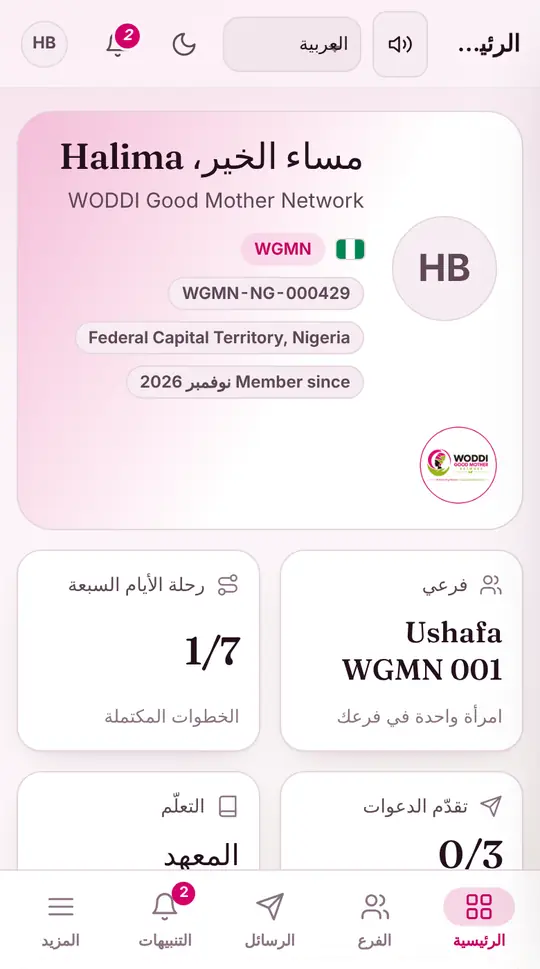 الرئيـ...
العربية
2
HB
مساء الخير، Halima
WODDI Good Mother Network
WGMN
WGMN-NG-000429
Federal Capital Territory, Nigeria
Member since نوفمبر 2026
HB
WODDI
GOOD MOTHER
فرعي
Ushafa
WGMN 001
امرأة واحدة في فرعك
رحلة الأيام السبعة
1/7
الخطوات المكتملة
تقدّم الدعوات
0/3
التعلّم
المعهد
الرئيسية
الفرع
الرسائل
2
التنبيهات
المزيد